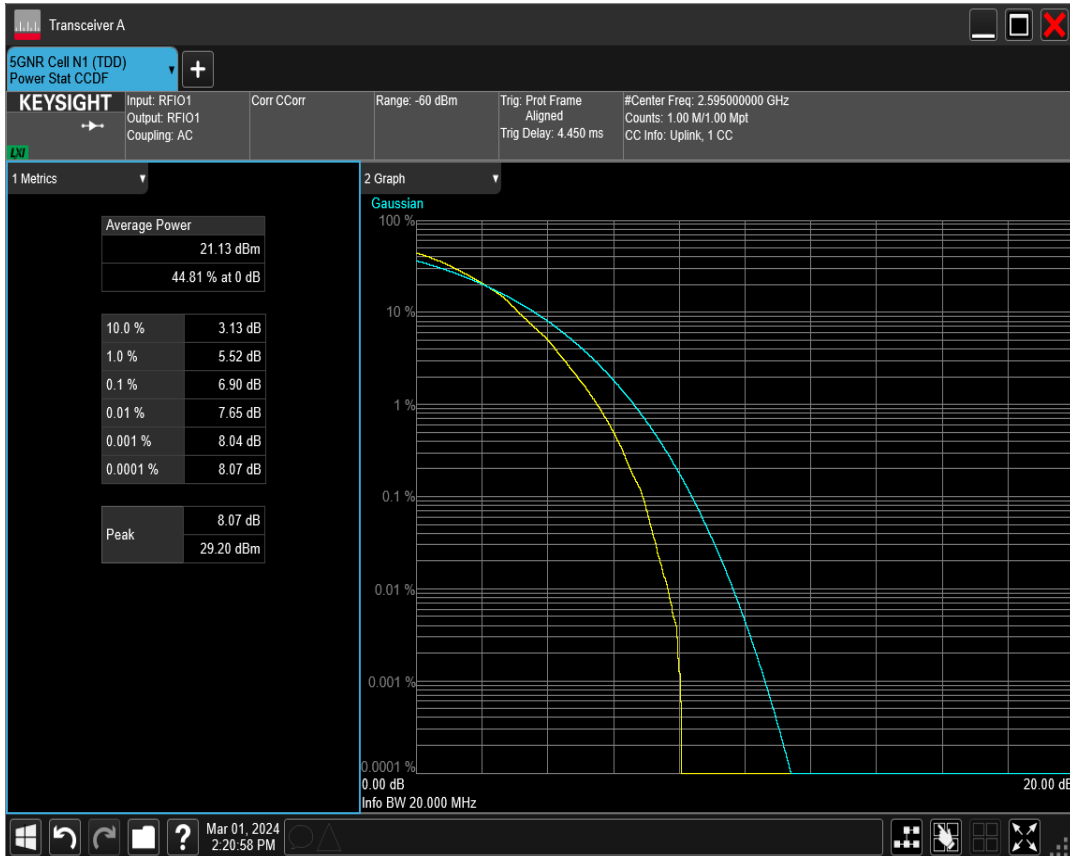 Transceiver A
5GNR Cell N1 (TDD)
Power Stat CCDF
+
KEYSIGHT
LXI
Input: RFIO1
Output: RFIO1
Coupling: AC
Corr CCorr
Range: -60 dBm
Trig: Prot Frame
Aligned
Trig Delay: 4.450 ms
#Center Freq: 2.595000000 GHz
Counts: 1.00 M/1.00 Mpt
CC Info: Uplink, 1 CC
1 Metrics
Average Power
21.13 dBm
44.81 % at 0 dB
10.0 % 3.13 dB
1.0 % 5.52 dB
0.1 % 6.90 dB
0.01 % 7.65 dB
0.001 % 8.04 dB
0.0001 % 8.07 dB
Peak 8.07 dB
29.20 dBm
2 Graph
Gaussian
100 %
10 %
1 %
0.1 %
0.01 %
0.001 %
0.0001 %
0.00 dB 20.00 dB
Info BW 20.000 MHz
?
Mar 01, 2024
2:20:58 PM